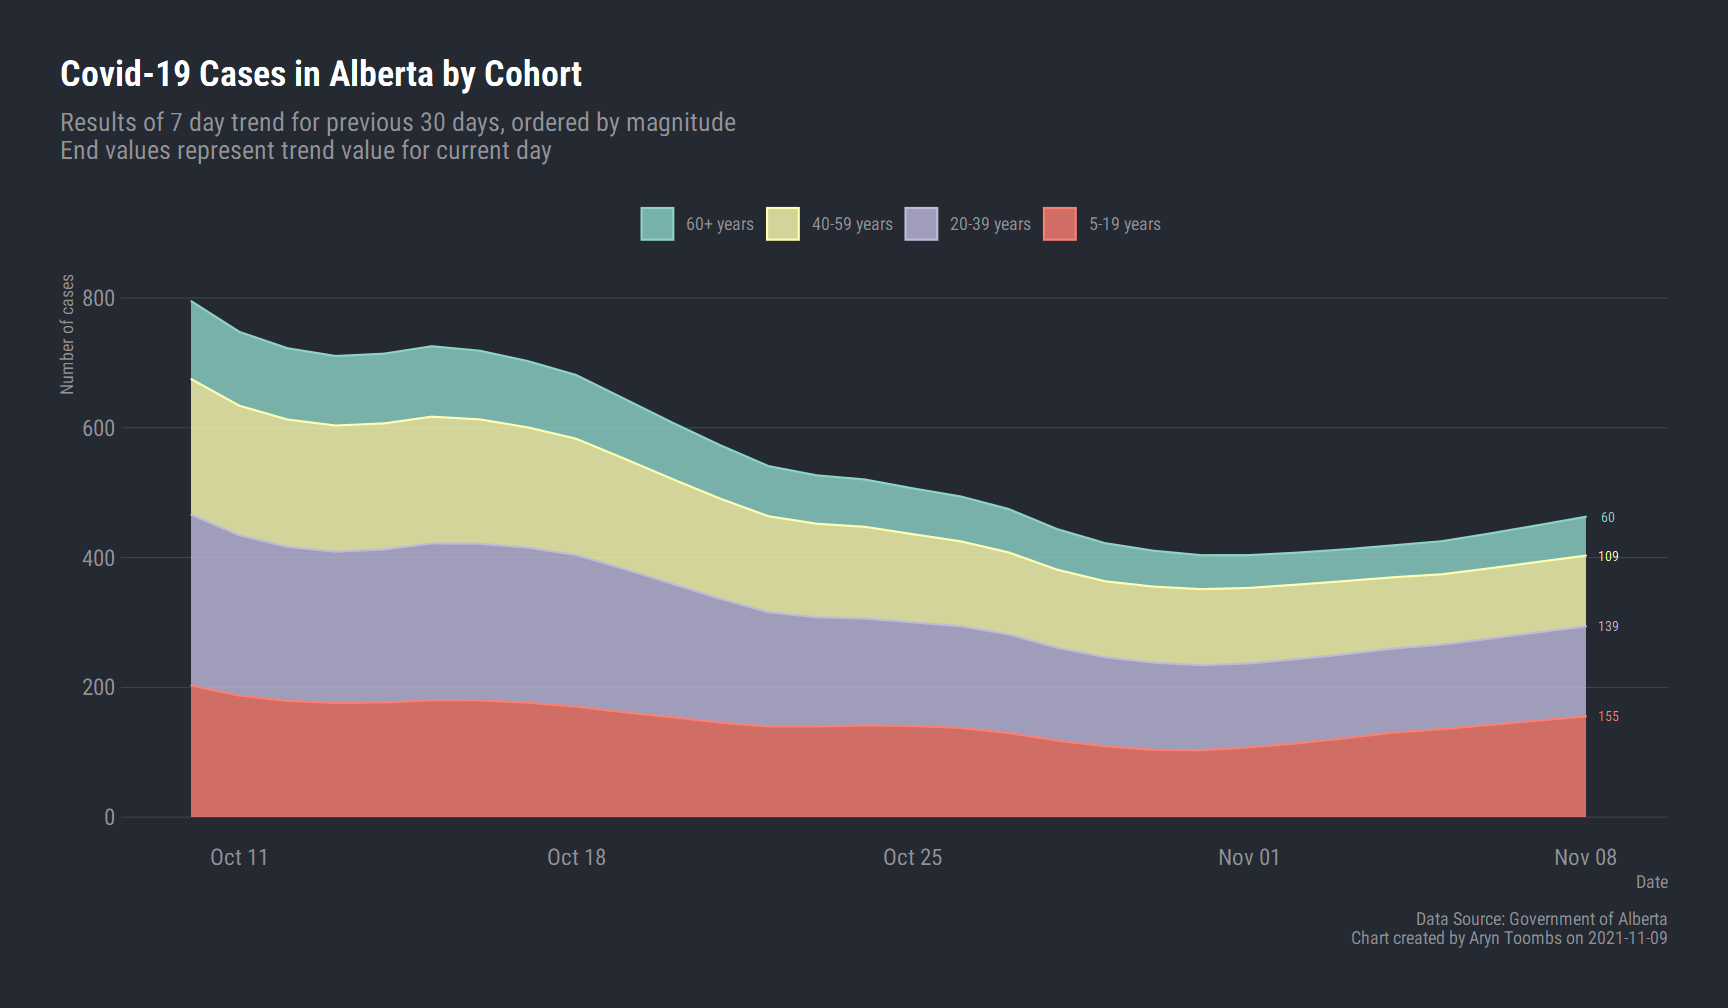 Covid-19 Cases in Alberta by Cohort
Results of 7 day trend for previous 30 days, ordered by magnitude
End values represent trend value for current day
60+ years 40-59 years 20-39 years 5-19 years
Number of cases
800
600
400
200
0
60
109
139
155
Oct 11 Oct 18 Oct 25 Nov 01 Nov 08
Date
Data Source: Government of Alberta
Chart created by Aryn Toombs on 2021-11-09